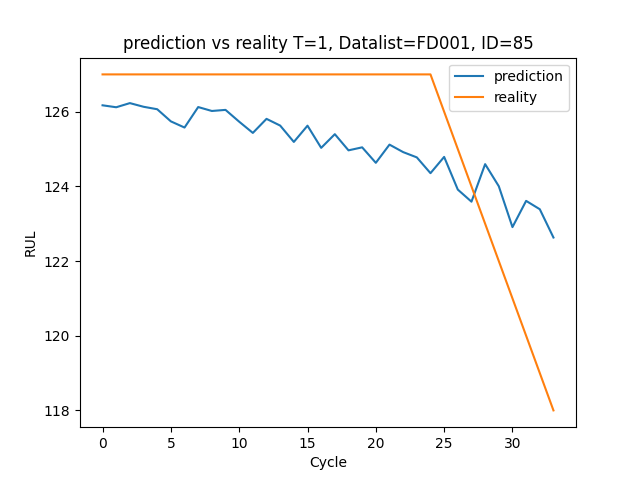 prediction vs reality T=1, Datalist=FD001, ID=85
prediction
reality
126
124
122
120
118
RUL
0 5 10 15 20 25 30
Cycle